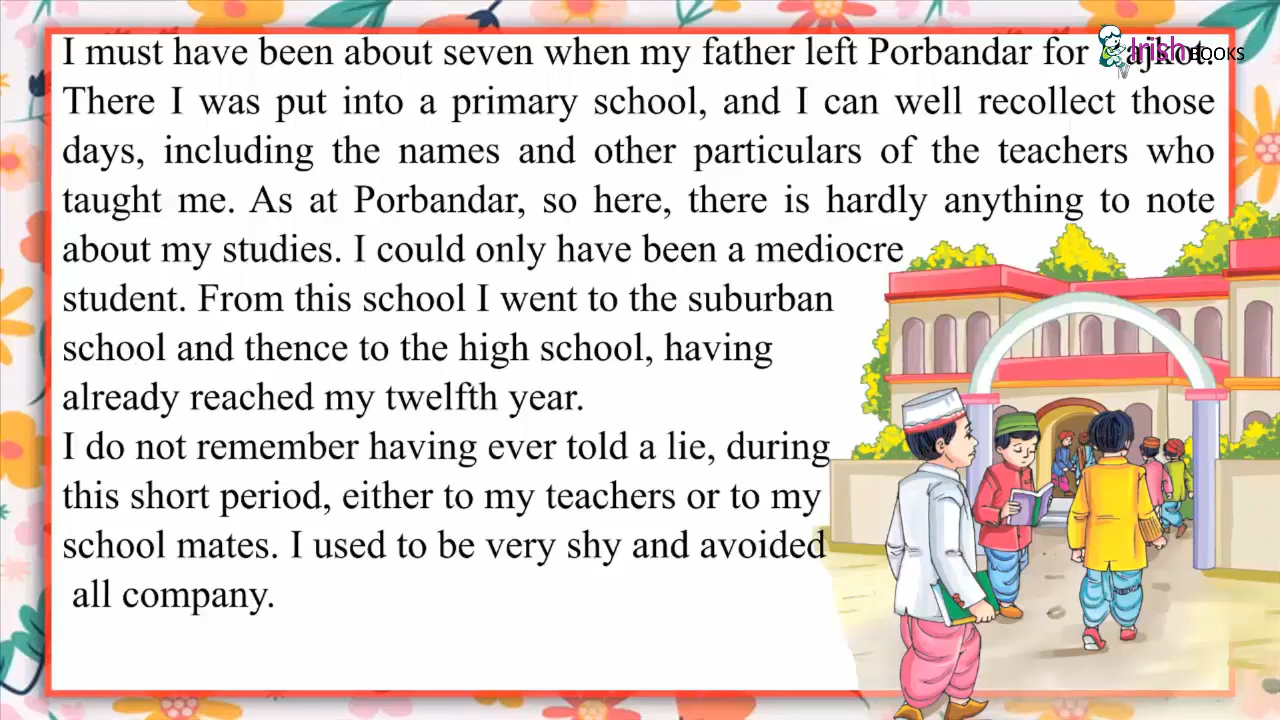 I must have been about seven when my father left Porbandar for Rajkot.
There I was put into a primary school, and I can well recollect those
days, including the names and other particulars of the teachers who
taught me. As at Porbandar, so here, there is hardly anything to note
about my studies. I could only have been a mediocre
student. From this school I went to the suburban
school and thence to the high school, having
already reached my twelfth year.
I do not remember having ever told a lie, during
this short period, either to my teachers or to my
school mates. I used to be very shy and avoided
all company.
Irish BOOKS